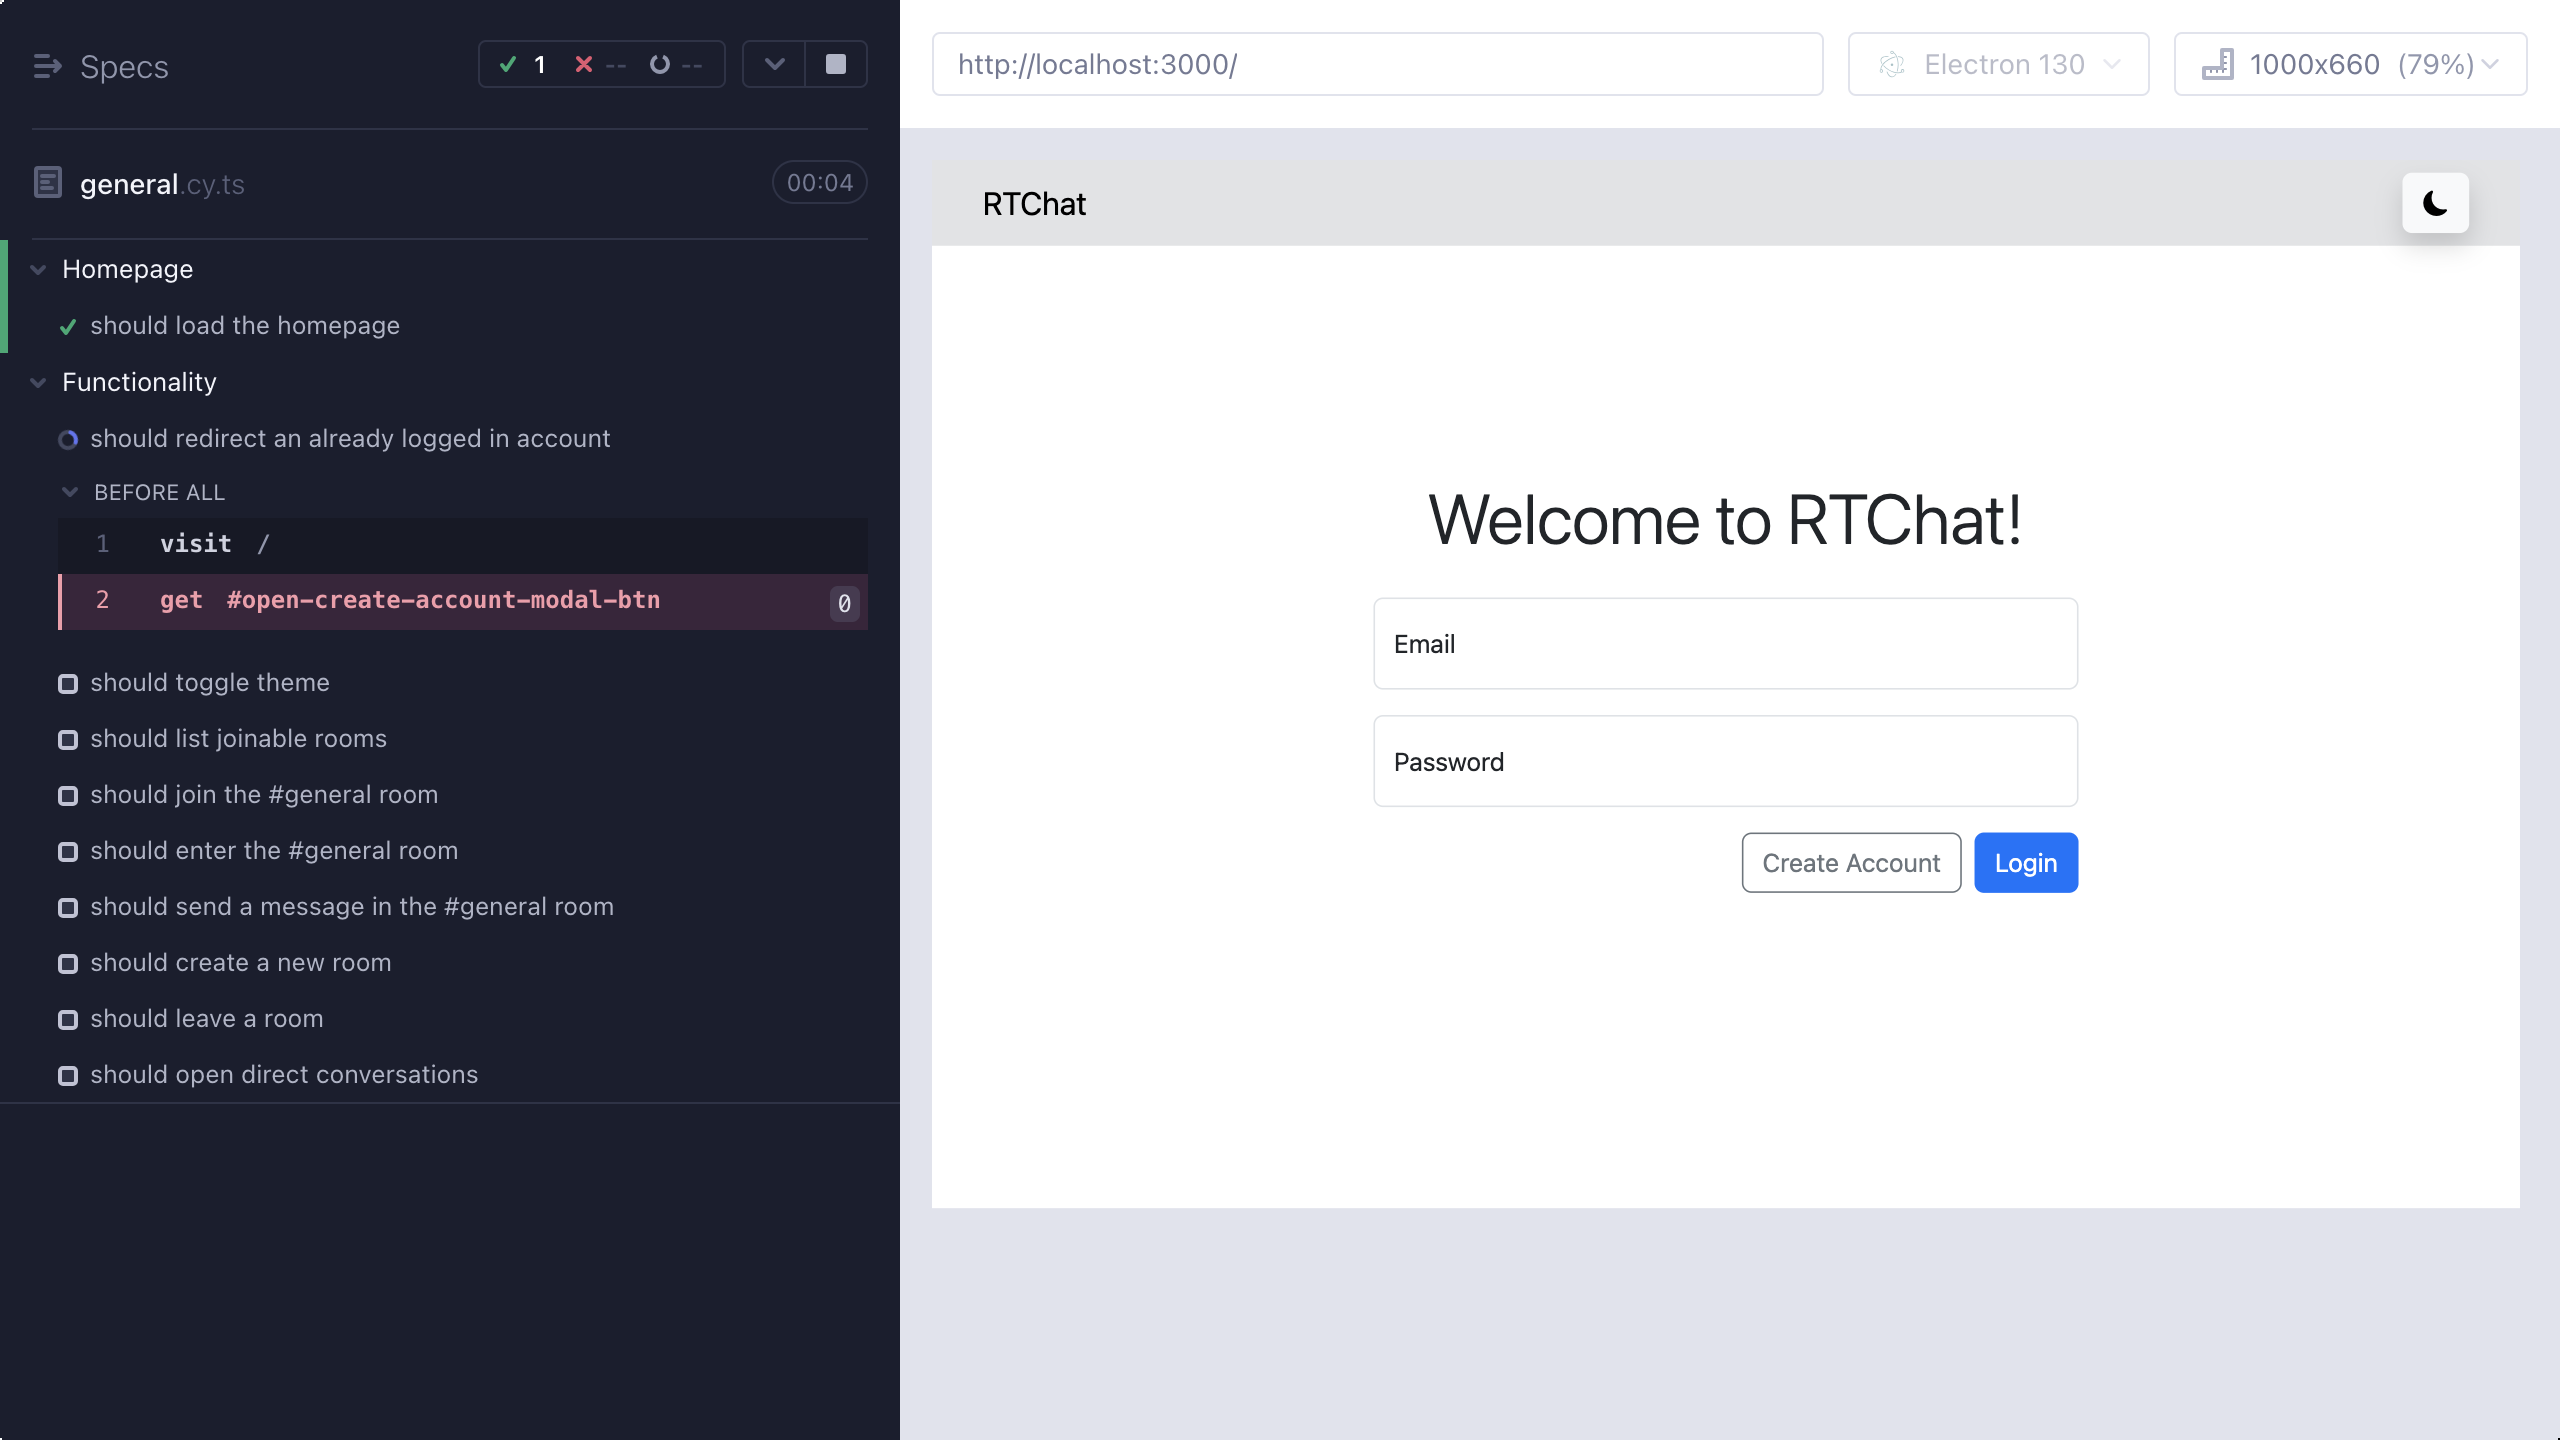 Specs
1
--
--
general.cy.ts
00:04
Homepage
should load the homepage
Functionality
should redirect an already logged in account
BEFORE ALL
1 visit /
2 get #open-create-account-modal-btn 0
should toggle theme
should list joinable rooms
should join the #general room
should enter the #general room
should send a message in the #general room
should create a new room
should leave a room
should open direct conversations
http://localhost:3000/
Electron 130
1000x660 (79%)
RTChat
Welcome to RTChat!
Email
Password
Create Account
Login